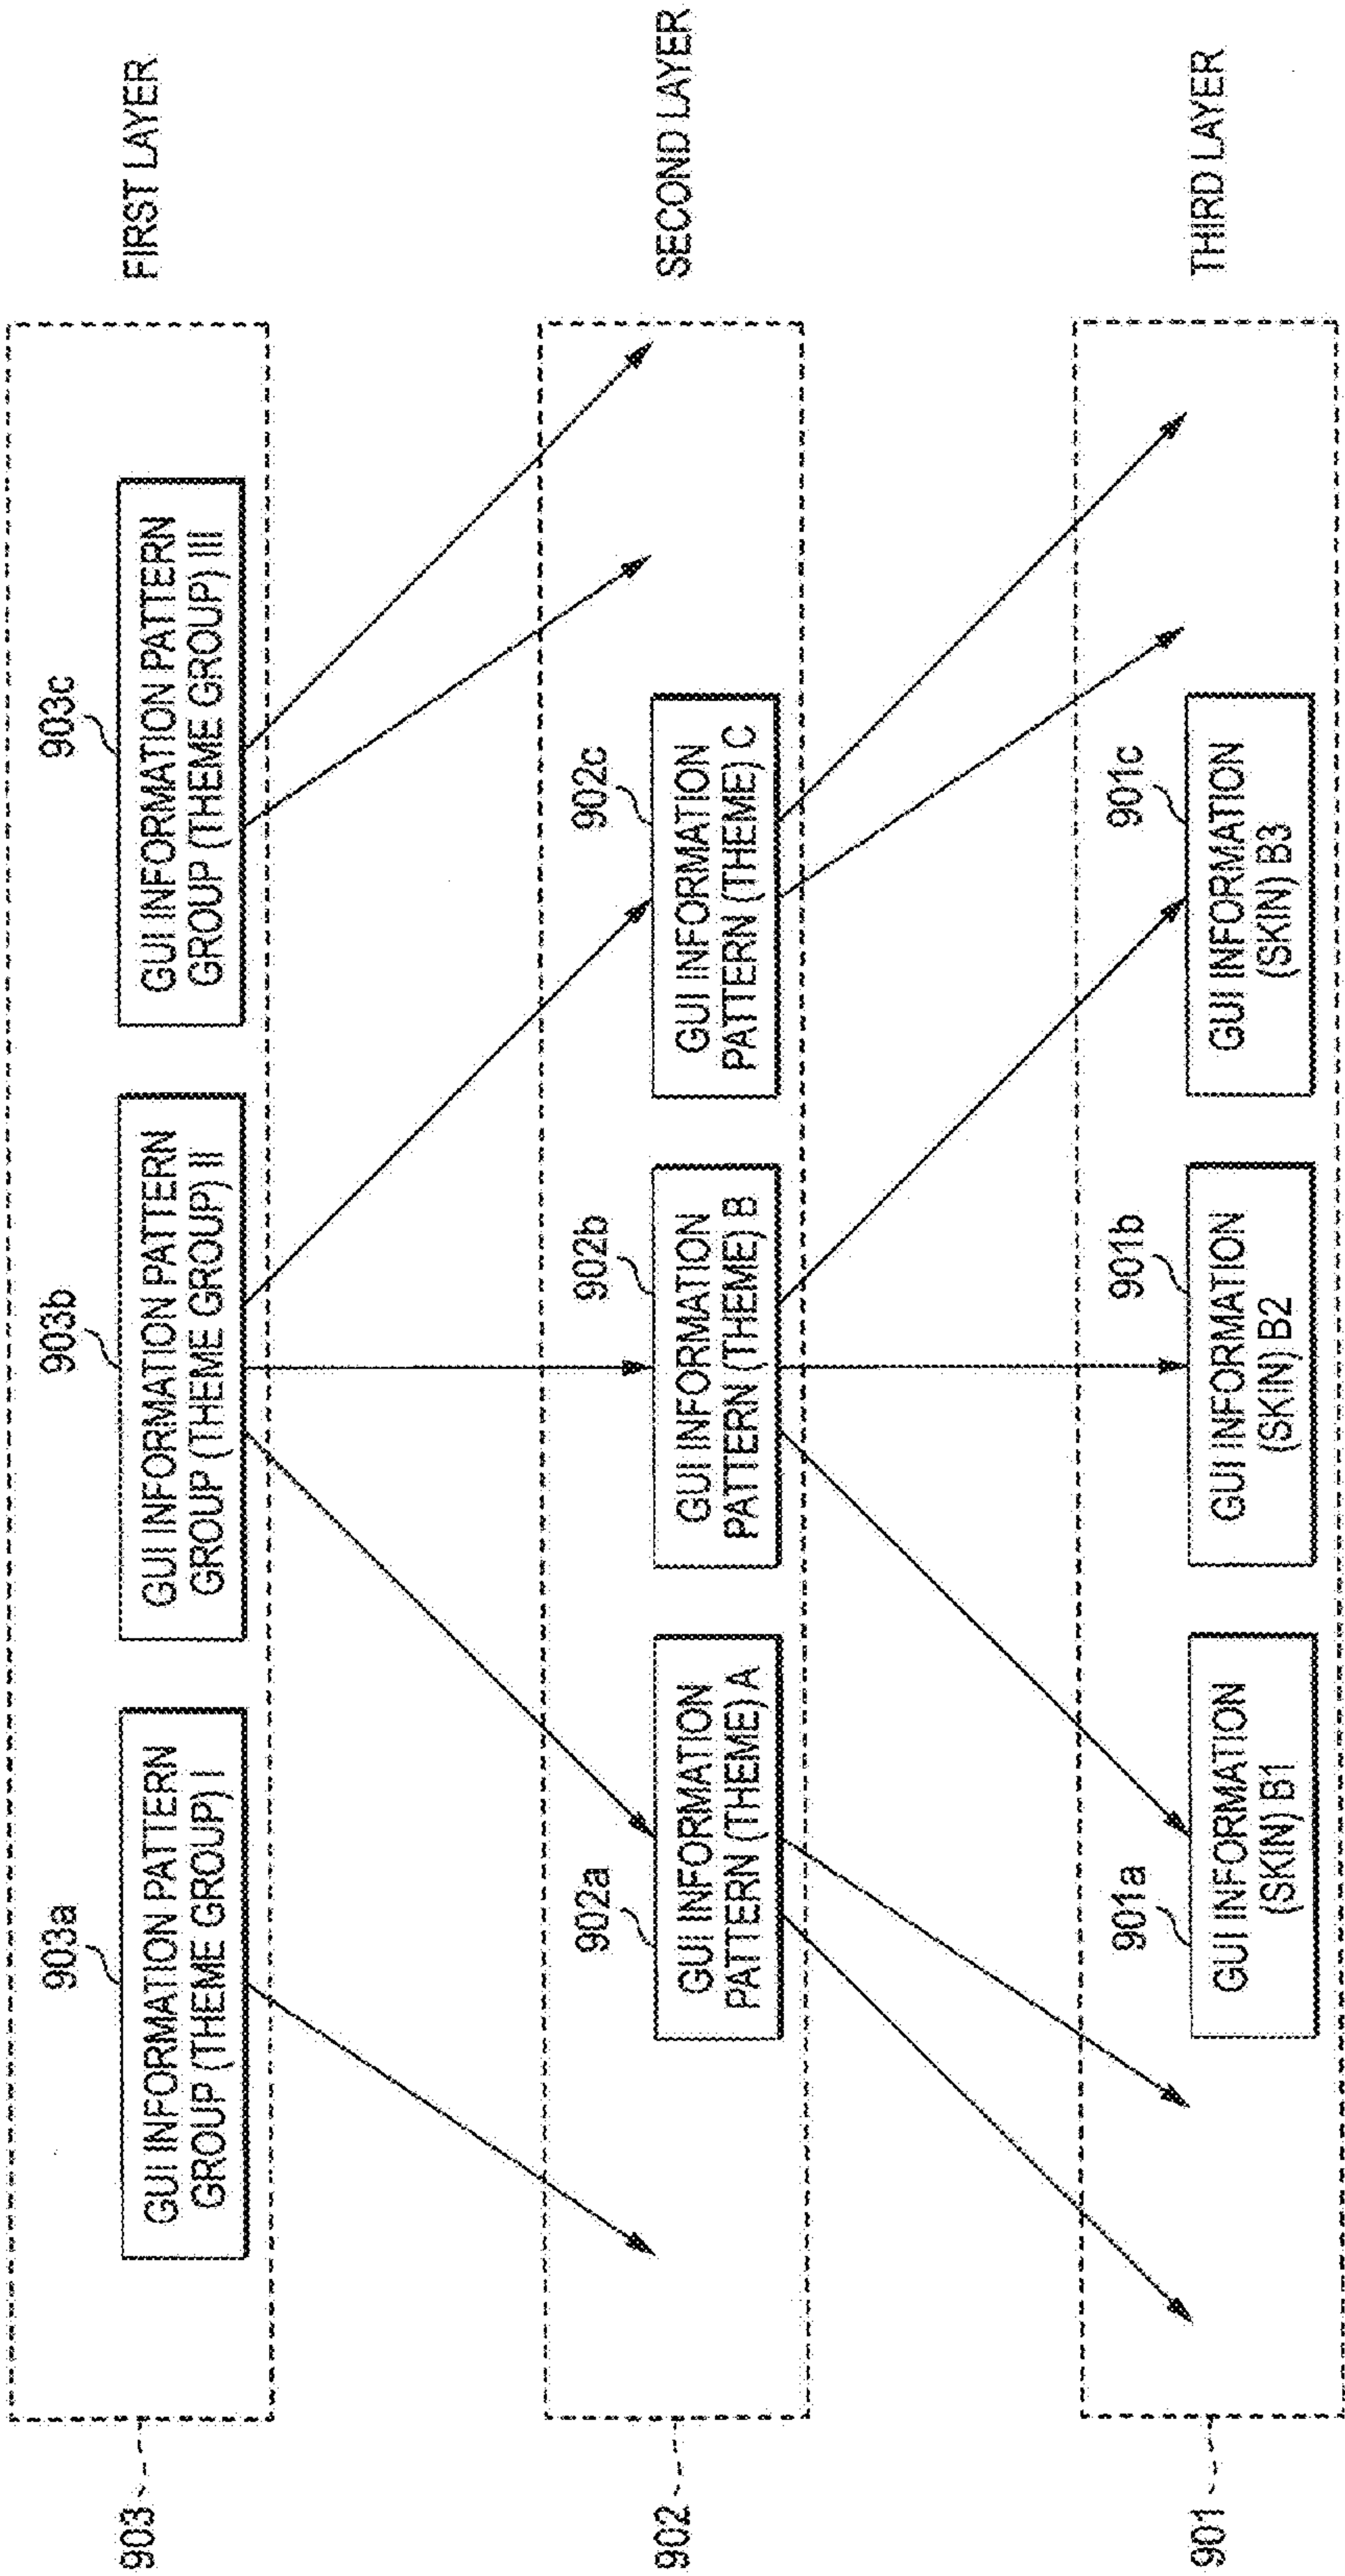 903
903a
GUI INFORMATION PATTERN
GROUP (THEME GROUP) I
903b
GUI INFORMATION PATTERN
GROUP (THEME GROUP) II
903c
GUI INFORMATION PATTERN
GROUP (THEME GROUP) III
FIRST LAYER
902
902a
GUI INFORMATION
PATTERN (THEME) A
902b
GUI INFORMATION
PATTERN (THEME) B
902c
GUI INFORMATION
PATTERN (THEME) C
SECOND LAYER
901
901a
GUI INFORMATION
(SKIN) B1
901b
GUI INFORMATION
(SKIN) B2
901c
GUI INFORMATION
(SKIN) B3
THIRD LAYER